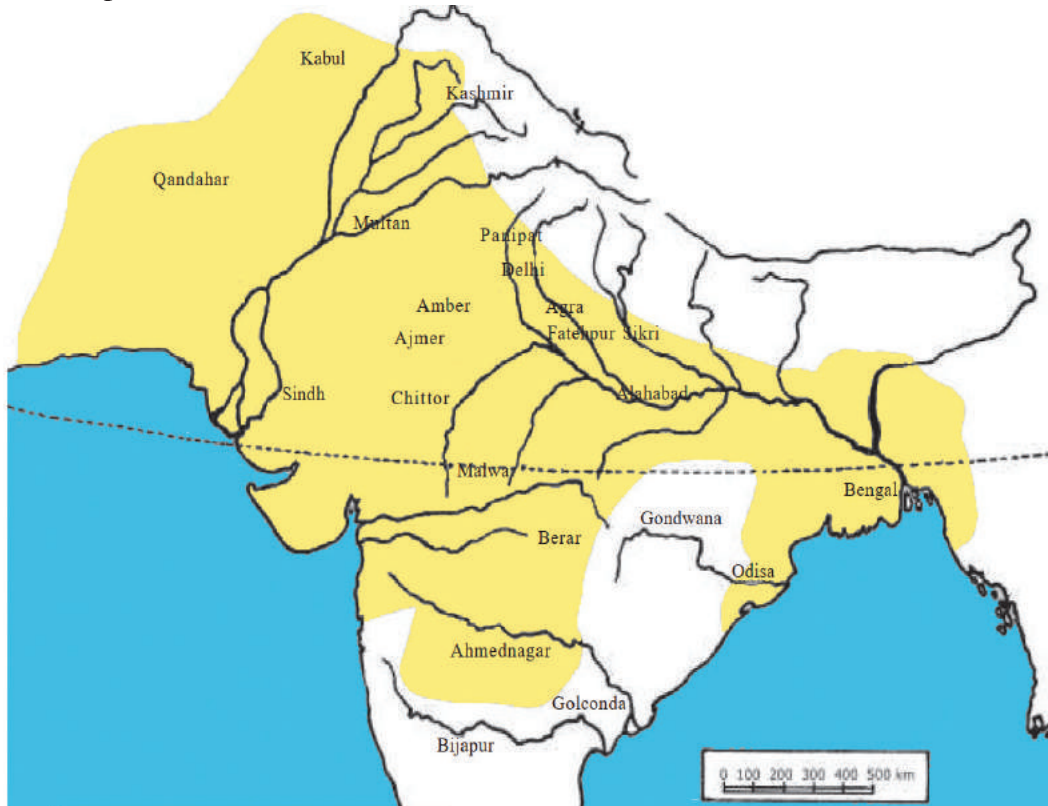 Kabul
Kashmir
Qandahar
Multan
Panipat
Delhi
Amber
Agra
Ajmer
Fatehpur Sikri
Sindh
Chittor
Alahabad
Malwa
Bengal
Gondwana
Berar
Odisa
Ahmednagar
Golconda
Bijapur
0 100 200 300 400 500 km